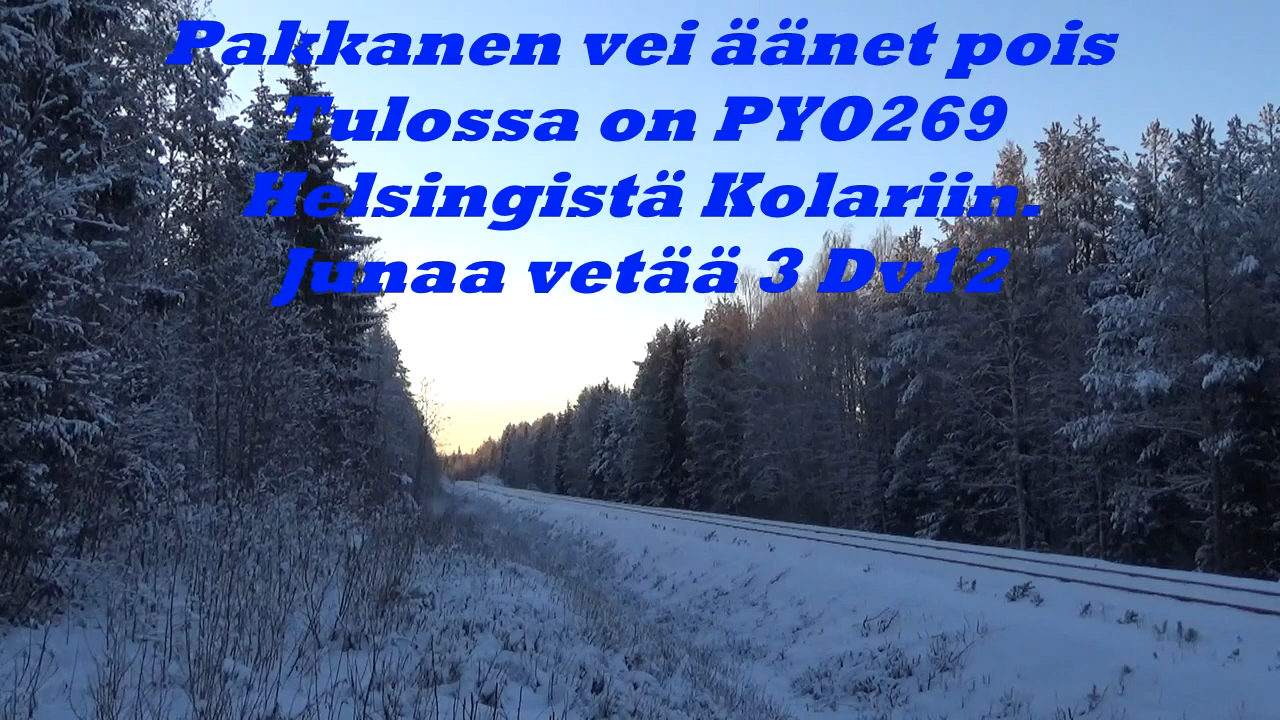 Pakkanen vei äänet pois
Tulossa on PYO269
Helsingistä Kolariin.
Junaa vetää 3 Dv12